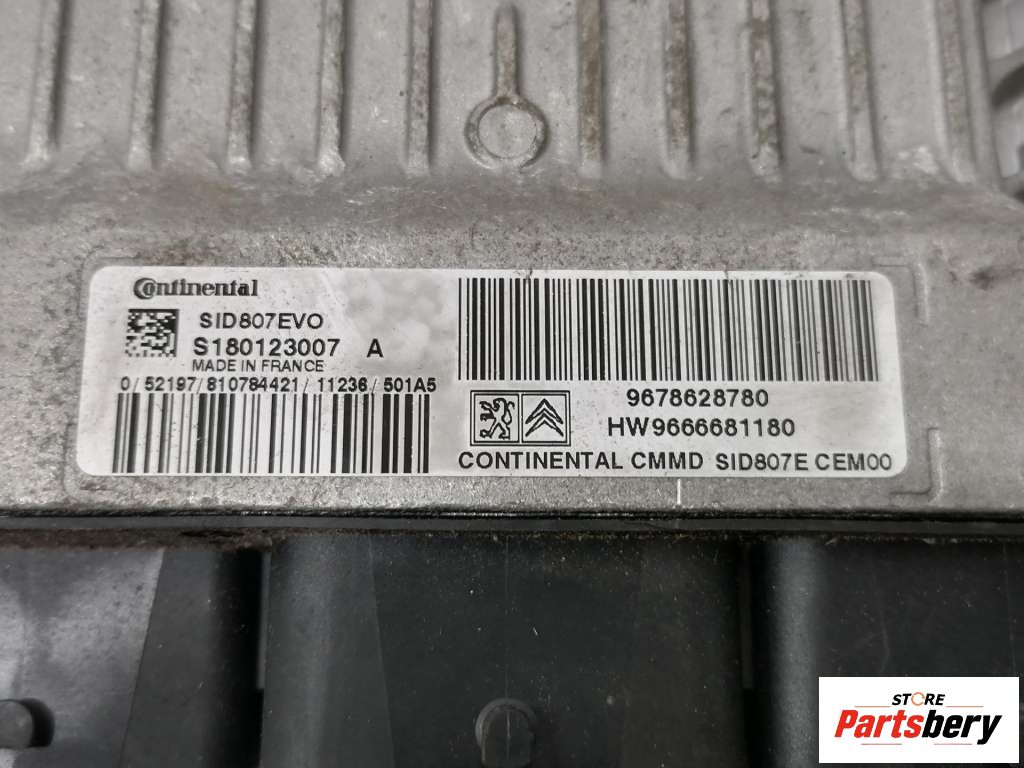 Continental
SID807EVO
S180123007 A
MADE IN FRANCE
0/52197/810784421/11236/501A5
9678628780
HW9666681180
CONTINENTAL CMMD SID807E CEM00
STORE
Partsbery